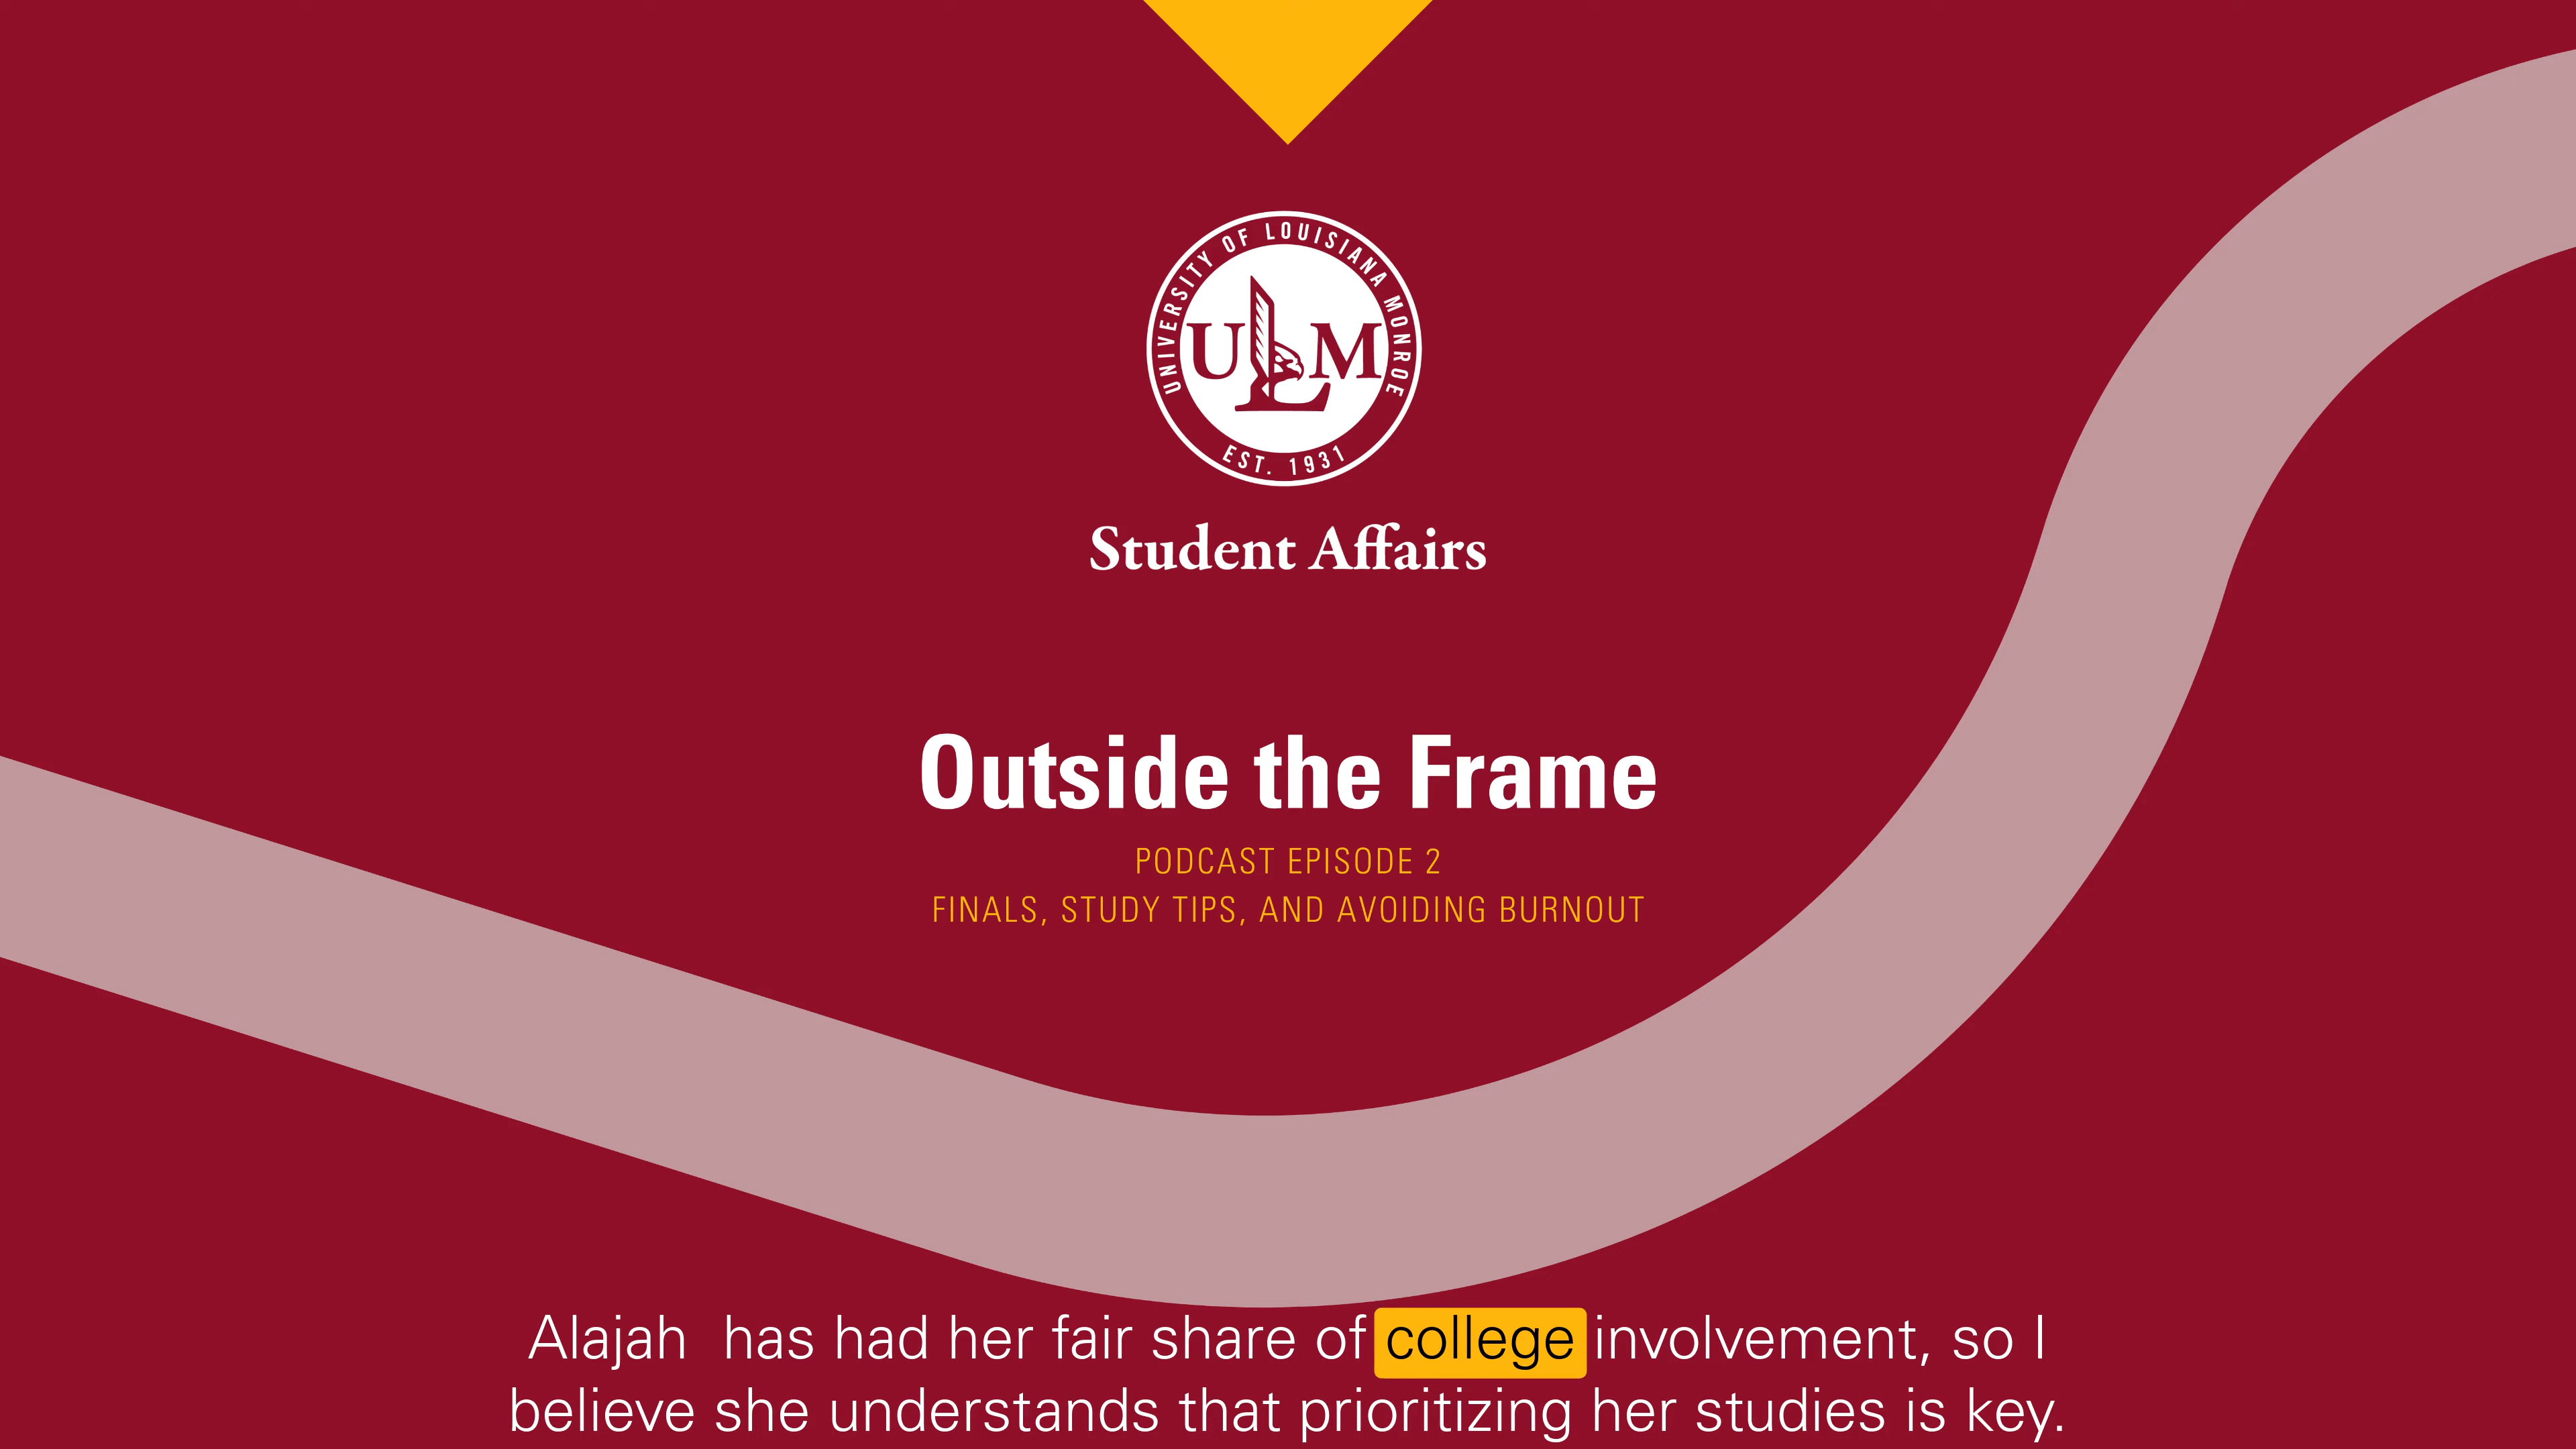 UNIVERSITY OF LOUISIANA MONROE
ULM
EST. 1931
Student Affairs
Outside the Frame
PODCAST EPISODE 2
FINALS, STUDY TIPS, AND AVOIDING BURNOUT
Alajah has had her fair share of college involvement, so I
believe she understands that prioritizing her studies is key.